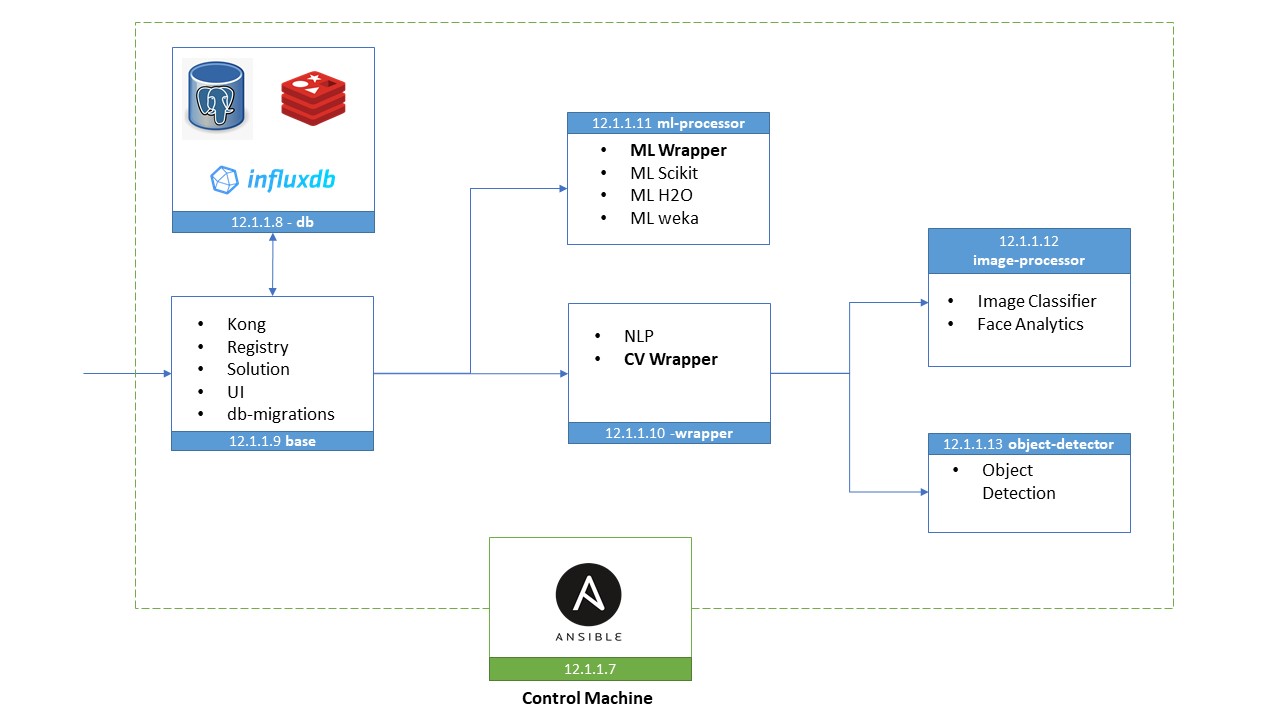 influxdb
12.1.1.8 - db
12.1.1.11 ml-processor
• ML Wrapper
• ML Scikit
• ML H2O
• ML weka
12.1.1.12
image-processor
• Image Classifier
• Face Analytics
• Kong
• Registry
• Solution
• UI
• db-migrations
12.1.1.9 base
• NLP
• CV Wrapper
12.1.1.10 -wrapper
12.1.1.13 object-detector
• Object
Detection
ANSIBLE
12.1.1.7
Control Machine